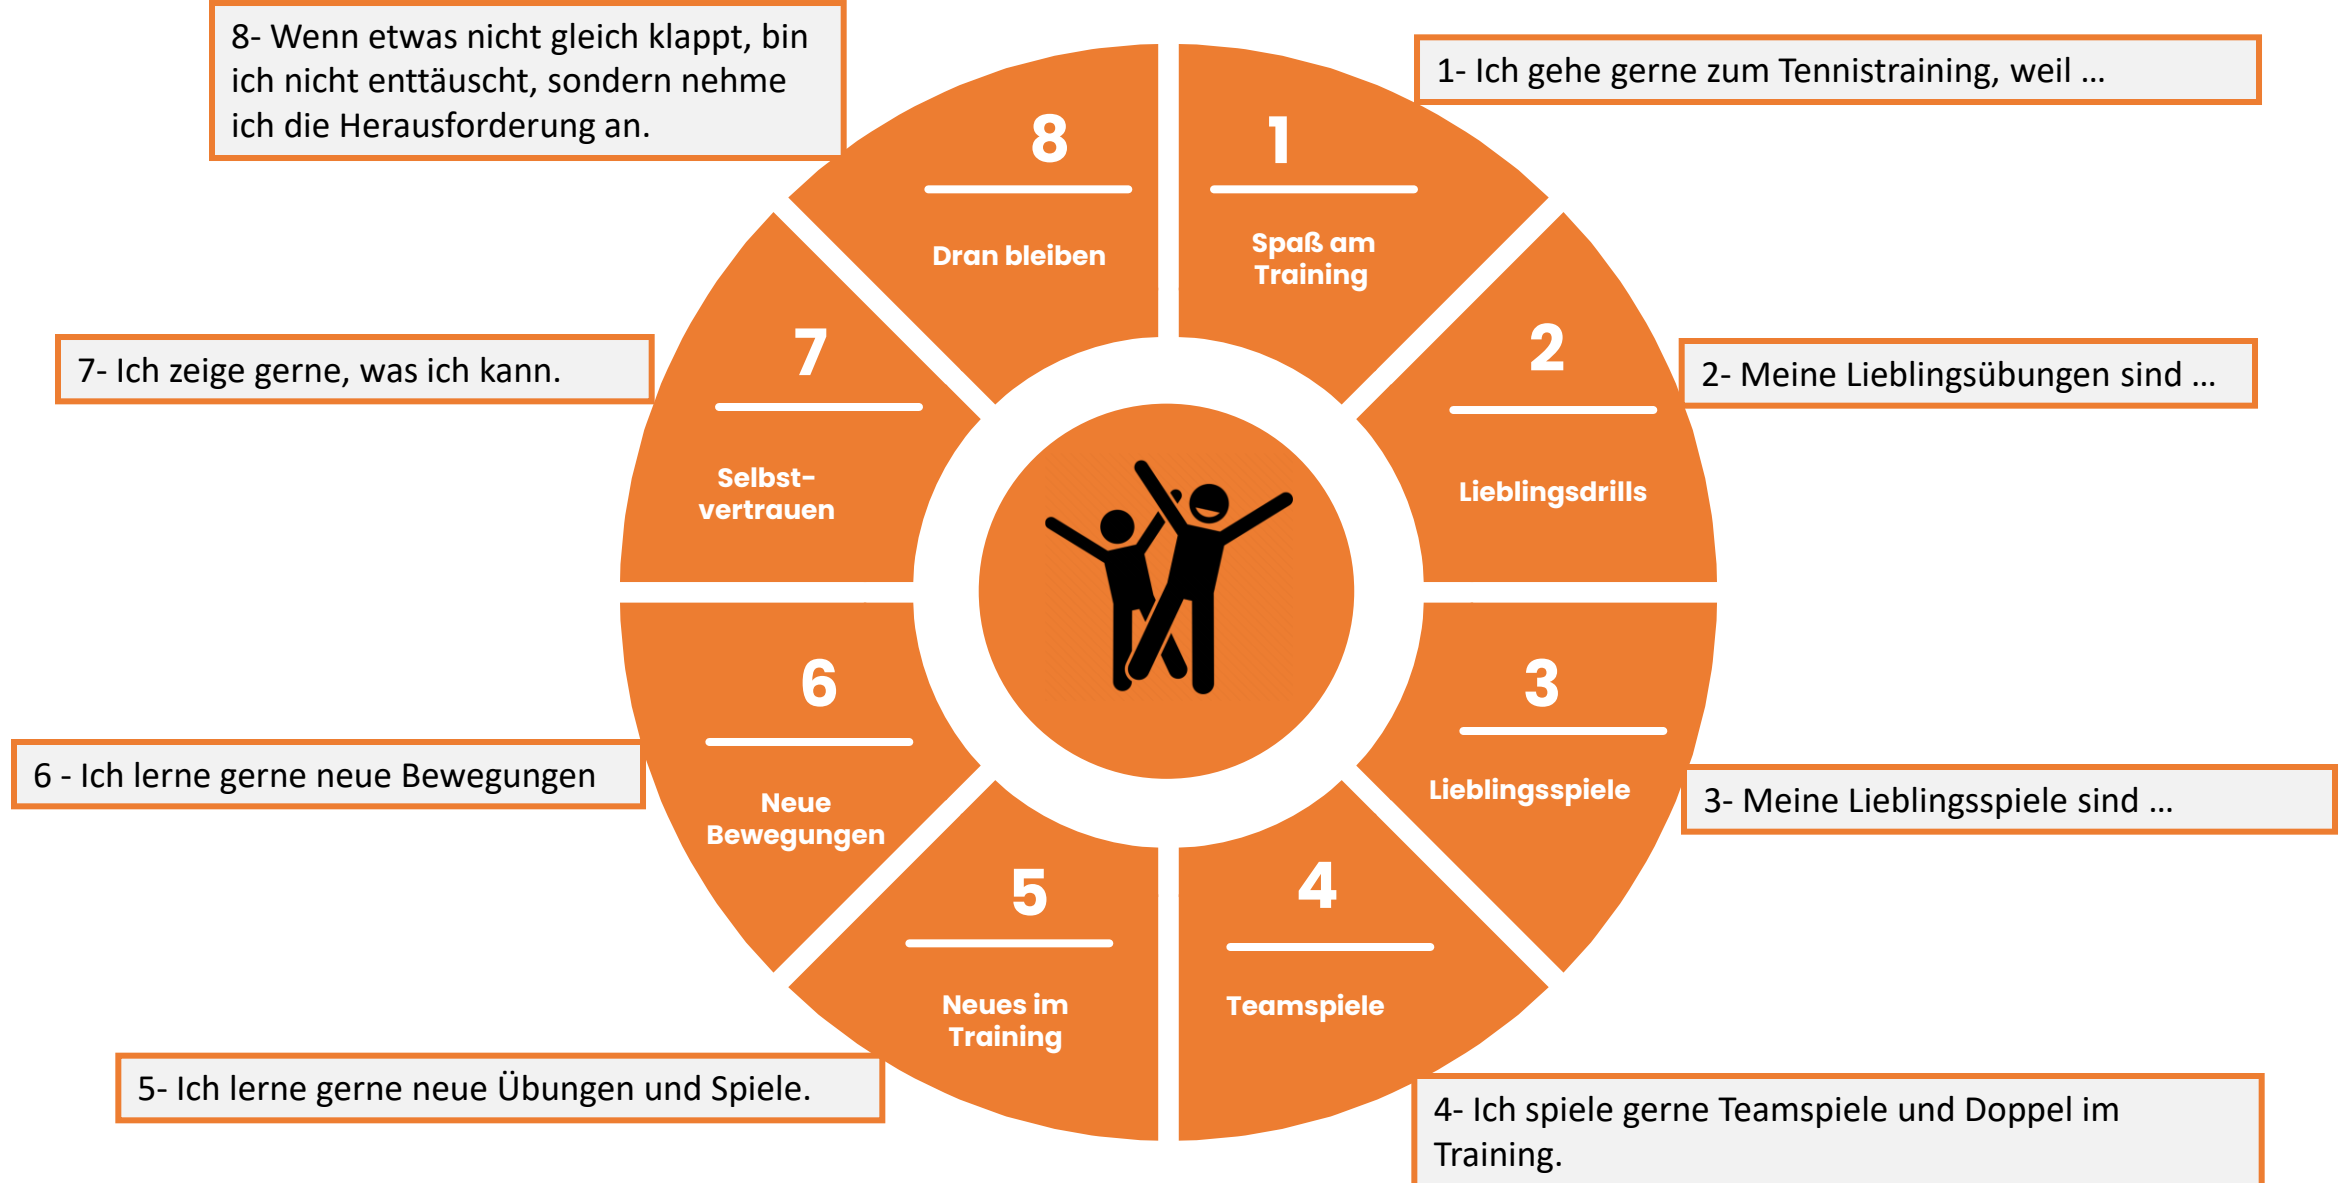 8- Wenn etwas nicht gleich klappt, bin
ich nicht enttäuscht, sondern nehme
ich die Herausforderung an.
1- Ich gehe gerne zum Tennistraining, weil …
8
Dran bleiben
1
Spaß am
Training
7- Ich zeige gerne, was ich kann.
7
Selbst-
vertrauen
2
Lieblingsdrills
2- Meine Lieblingsübungen sind …
6 - Ich lerne gerne neue Bewegungen
6
Neue
Bewegungen
3
Lieblingsspiele
3- Meine Lieblingsspiele sind …
5
Neues im
Training
4
Teamspiele
5- Ich lerne gerne neue Übungen und Spiele.
4- Ich spiele gerne Teamspiele und Doppel im
Training.